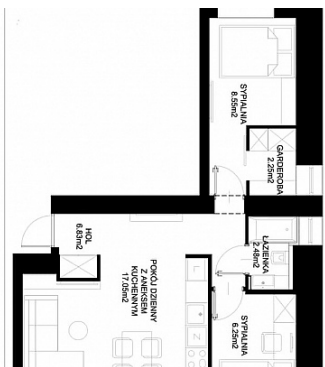 SYPIALNIA
8.55m2
GARDEROBA
2.25m2
HOL
6.83m2
POKÓJ DZIENNY
Z ANEKSEM
KUCHENNYM
17.05m2
ŁAZIENKA
2.48m2
SYPIALNIA
6.25m2